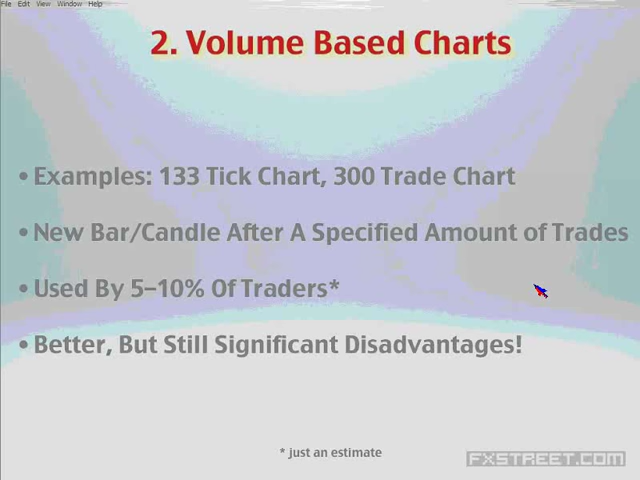 File Edit View Window Help
2. Volume Based Charts
• Examples: 133 Tick Chart, 300 Trade Chart
• New Bar/Candle After A Specified Amount of Trades
• Used By 5–10% Of Traders*
• Better, But Still Significant Disadvantages!
* just an estimate
FXSTREET.COM